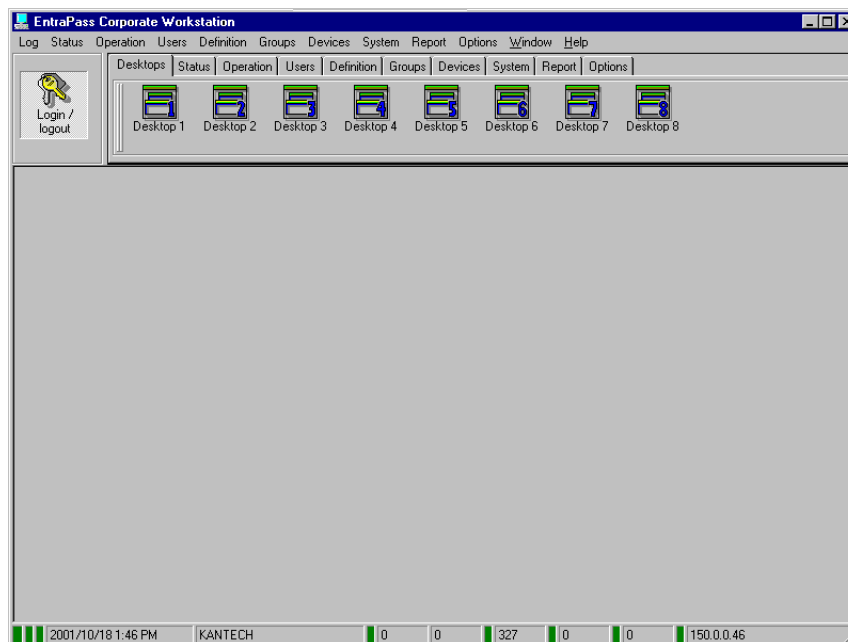 EntraPass Corporate Workstation
Log Status Operation Users Definition Groups Devices System Report Options Window Help
Desktops Status Operation Users Definition Groups Devices System Report Options
Login /
logout
1 2 3 4 5 6 7 8
Desktop 1 Desktop 2 Desktop 3 Desktop 4 Desktop 5 Desktop 6 Desktop 7 Desktop 8
2001/10/18 1:46 PM KANTECH 0 0 327 0 0 150.0.0.46